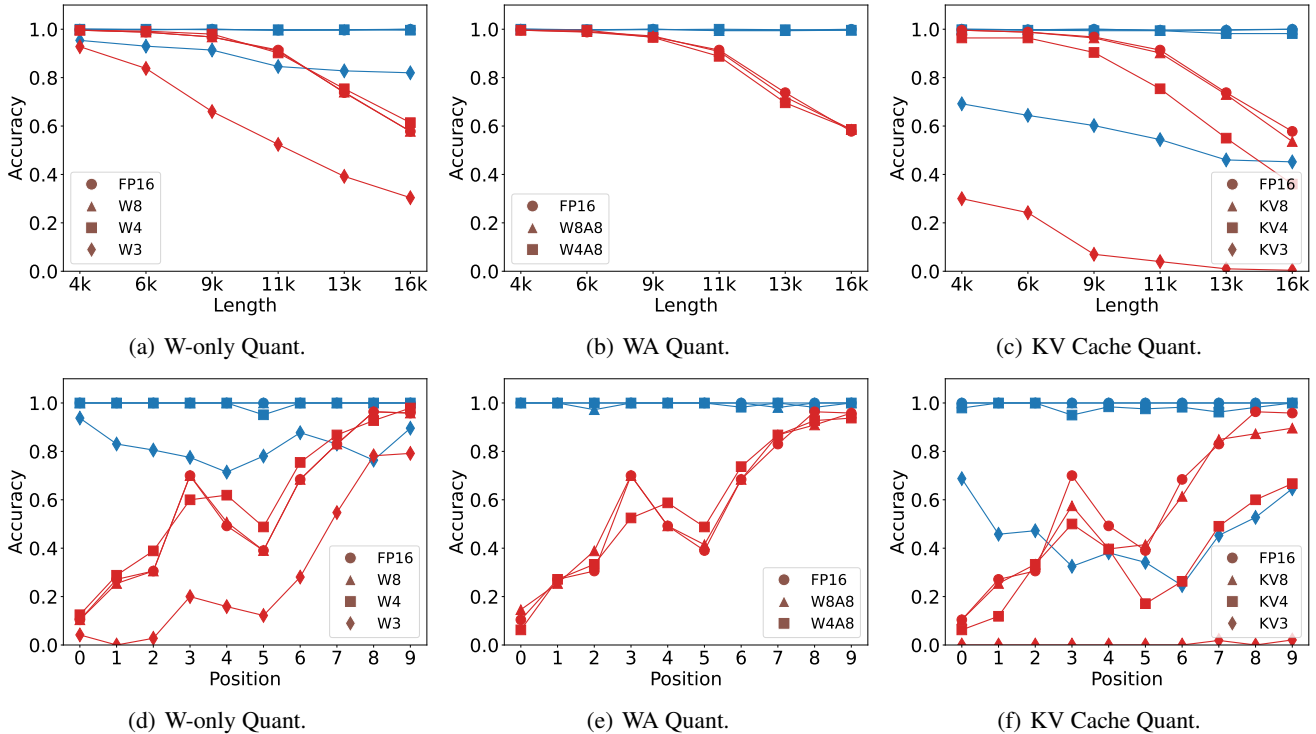 1.0
0.8
0.6
0.4
0.2
0.0
Accuracy
FP16
W8
W4
W3
4k 6k 9k 11k 13k 16k
Length
(a) W-only Quant.
1.0
0.8
0.6
0.4
0.2
0.0
Accuracy
FP16
W8A8
W4A8
4k 6k 9k 11k 13k 16k
Length
(b) WA Quant.
1.0
0.8
0.6
0.4
0.2
0.0
Accuracy
FP16
KV8
KV4
KV3
4k 6k 9k 11k 13k 16k
Length
(c) KV Cache Quant.
1.0
0.8
0.6
0.4
0.2
0.0
Accuracy
FP16
W8
W4
W3
0 1 2 3 4 5 6 7 8 9
Position
(d) W-only Quant.
1.0
0.8
0.6
0.4
0.2
0.0
Accuracy
FP16
W8A8
W4A8
0 1 2 3 4 5 6 7 8 9
Position
(e) WA Quant.
1.0
0.8
0.6
0.4
0.2
0.0
Accuracy
FP16
KV8
KV4
KV3
0 1 2 3 4 5 6 7 8 9
Position
(f) KV Cache Quant.